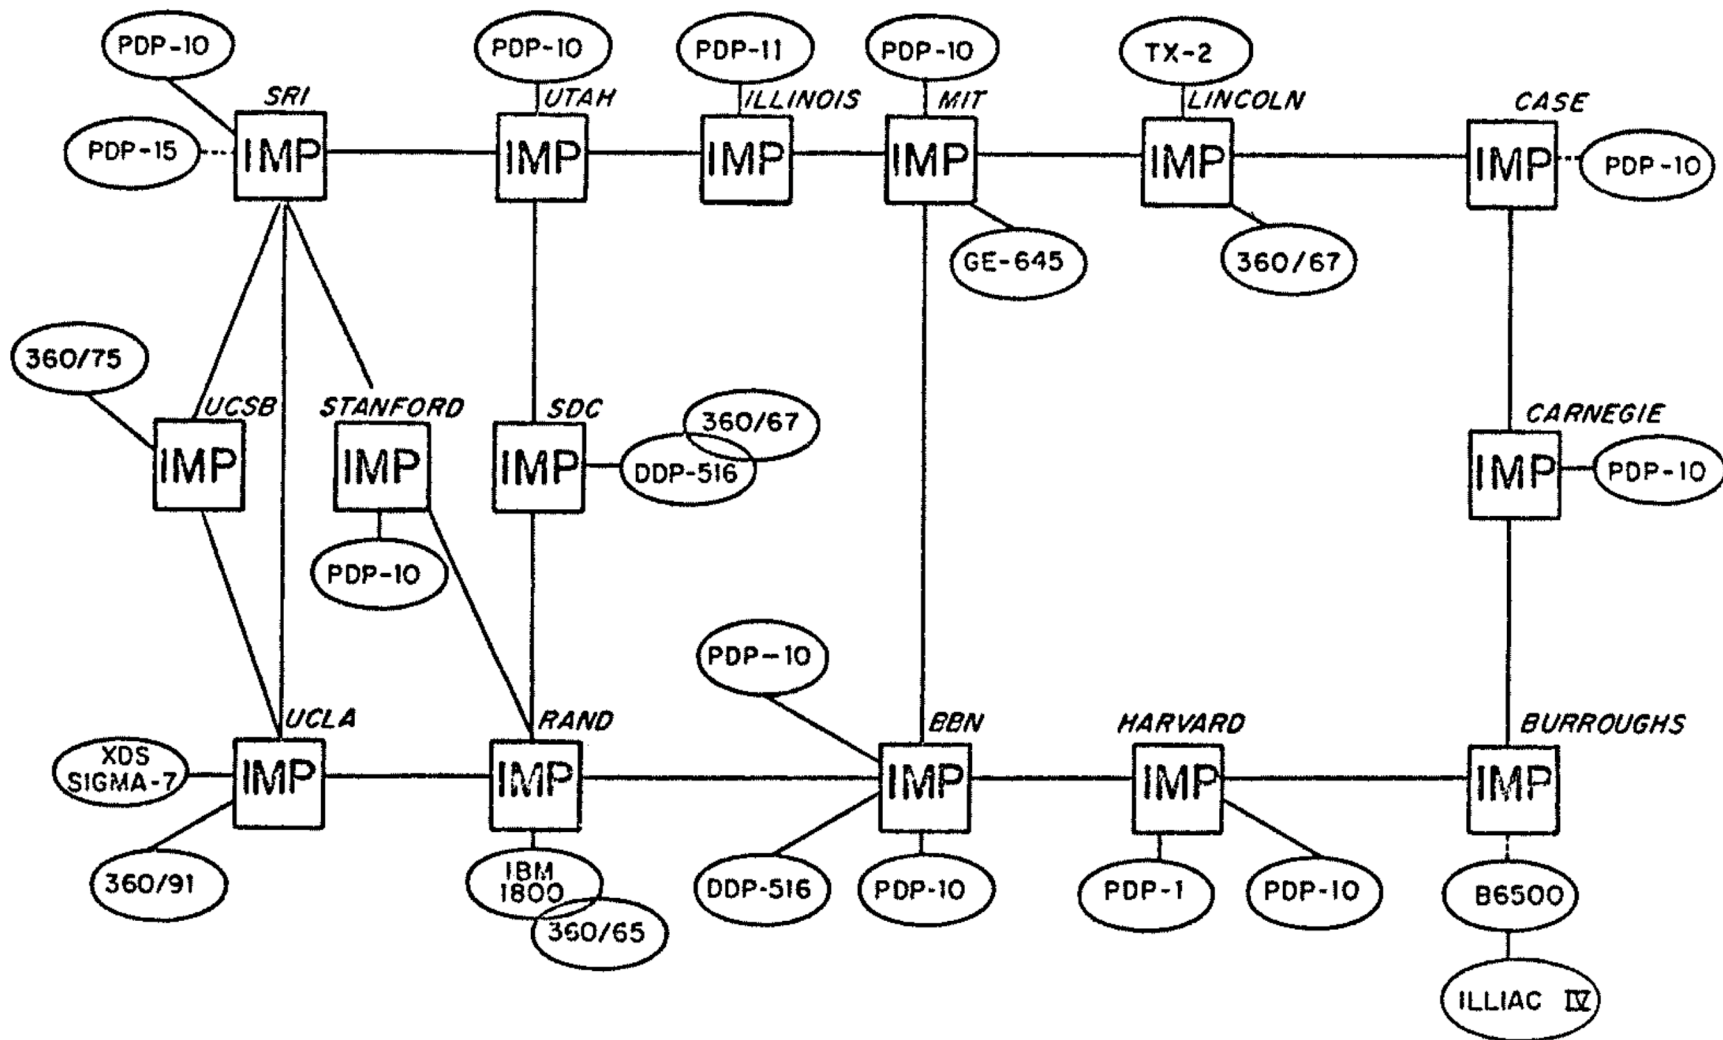 PDP-10
PDP-10
PDP-11
PDP-10
TX-2
SRI
UTAH
ILLINOIS
MIT
LINCOLN
CASE
PDP-15
IMP
IMP
IMP
IMP
IMP
IMP
PDP-10
GE-645
360/67
360/75
UCSB
STANFORD
SDC
360/67
CARNEGIE
IMP
IMP
IMP
DDP-516
IMP
PDP-10
PDP-10
PDP-10
UCLA
RAND
BBN
HARVARD
BURROUGHS
XDS
SIGMA-7
IMP
IMP
IMP
IMP
IMP
360/91
IBM
1800
360/65
DDP-516
PDP-10
PDP-1
PDP-10
B6500
ILLIAC IV